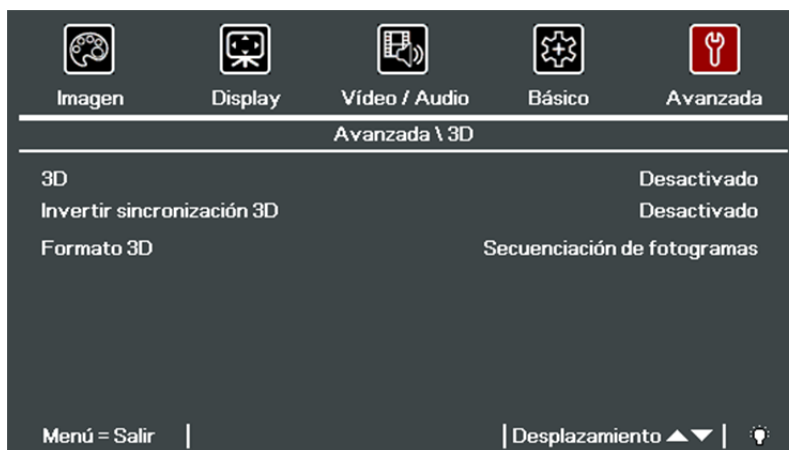 Imagen Display Vídeo / Audio Básico Avanzada
Avanzada \ 3D
3D Desactivado
Invertir sincronización 3D Desactivado
Formato 3D Secuenciación de fotogramas
Menú = Salir Desplazamiento ▲▼